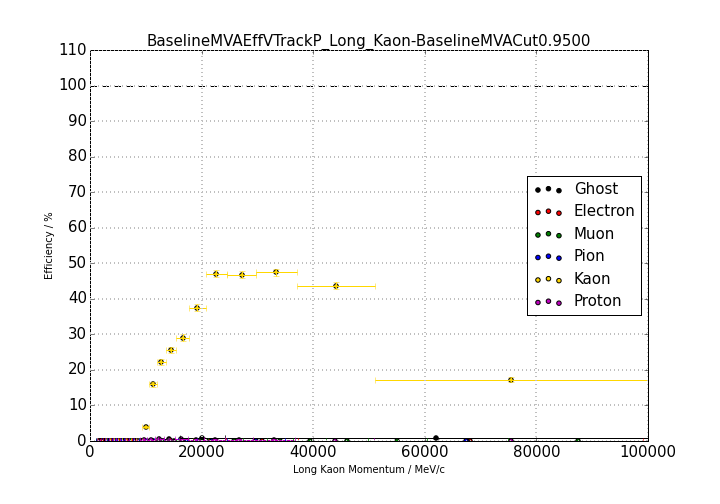 BaselineMVAEffVTrackP_Long_Kaon-BaselineMVACut0.9500
110
100
90
80
70
60
50
40
30
20
10
0
Efficiency / %
Ghost
Electron
Muon
Pion
Kaon
Proton
0 20000 40000 60000 80000 100000
Long Kaon Momentum / MeV/c